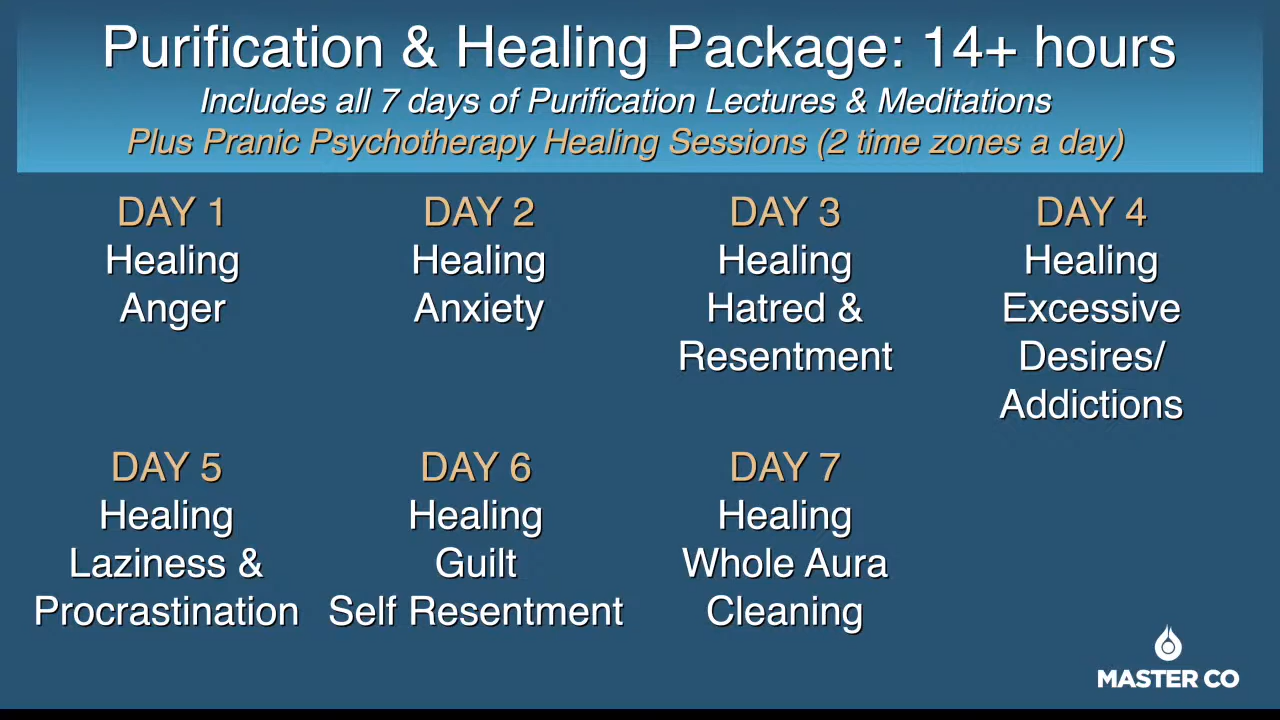 Purification & Healing Package: 14+ hours
Includes all 7 days of Purification Lectures & Meditations
Plus Pranic Psychotherapy Healing Sessions (2 time zones a day)
DAY 1
Healing
Anger
DAY 2
Healing
Anxiety
DAY 3
Healing
Hatred &
Resentment
DAY 4
Healing
Excessive
Desires/
Addictions
DAY 5
Healing
Laziness &
Procrastination
DAY 6
Healing
Guilt
Self Resentment
DAY 7
Healing
Whole Aura
Cleaning
MASTER CO